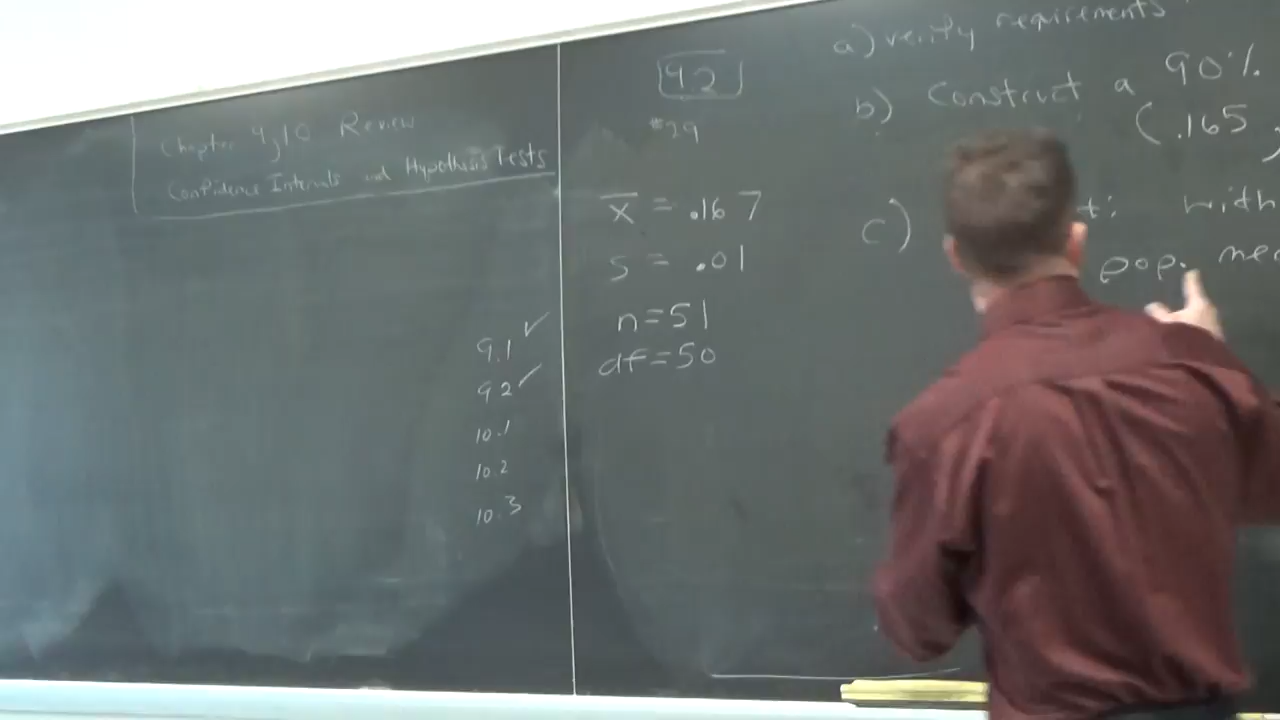 Chapter 9,10 Review
Confidence Intervals and Hypothesis Tests
9.1 ✓
9.2 ✓
10.1
10.2
10.3
9.2
#29
x̄ = .167
s = .01
n=51
df=50
a) verify requirements
b) Construct a 90%
(.165,
c) t: with
pop.